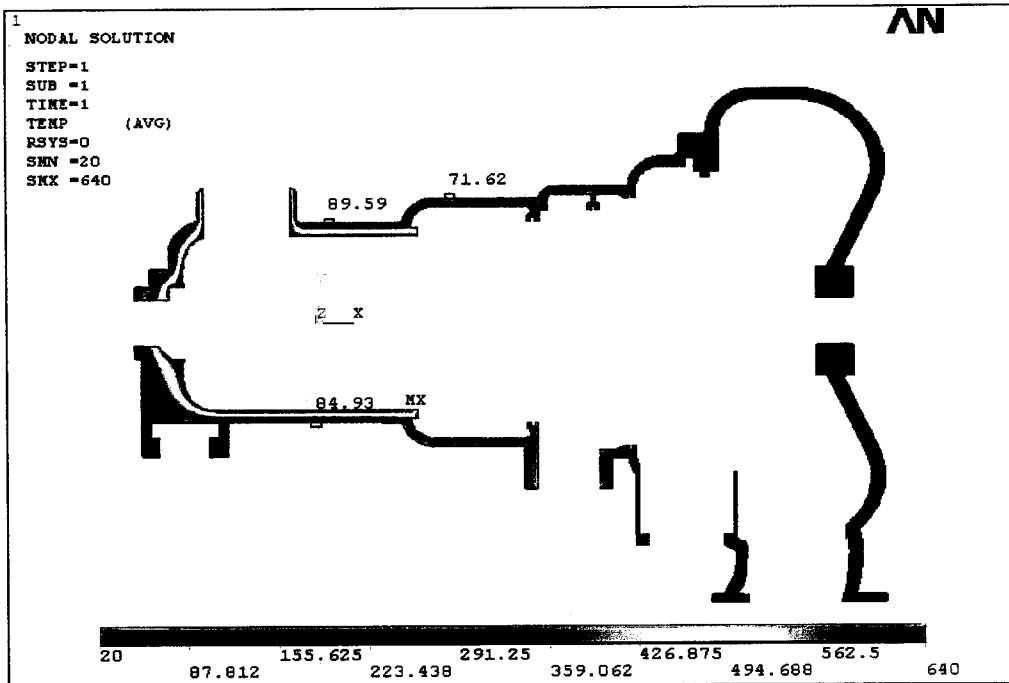 1
ΛN
NODAL SOLUTION
STEP=1
SUB =1
TIME=1
TEMP (AVG)
RSYS=0
SMN =20
SMX =640
71.62
89.59
Z X
84.93 MX
20 155.625 291.25 426.875 562.5
87.812 223.438 359.062 494.688 640